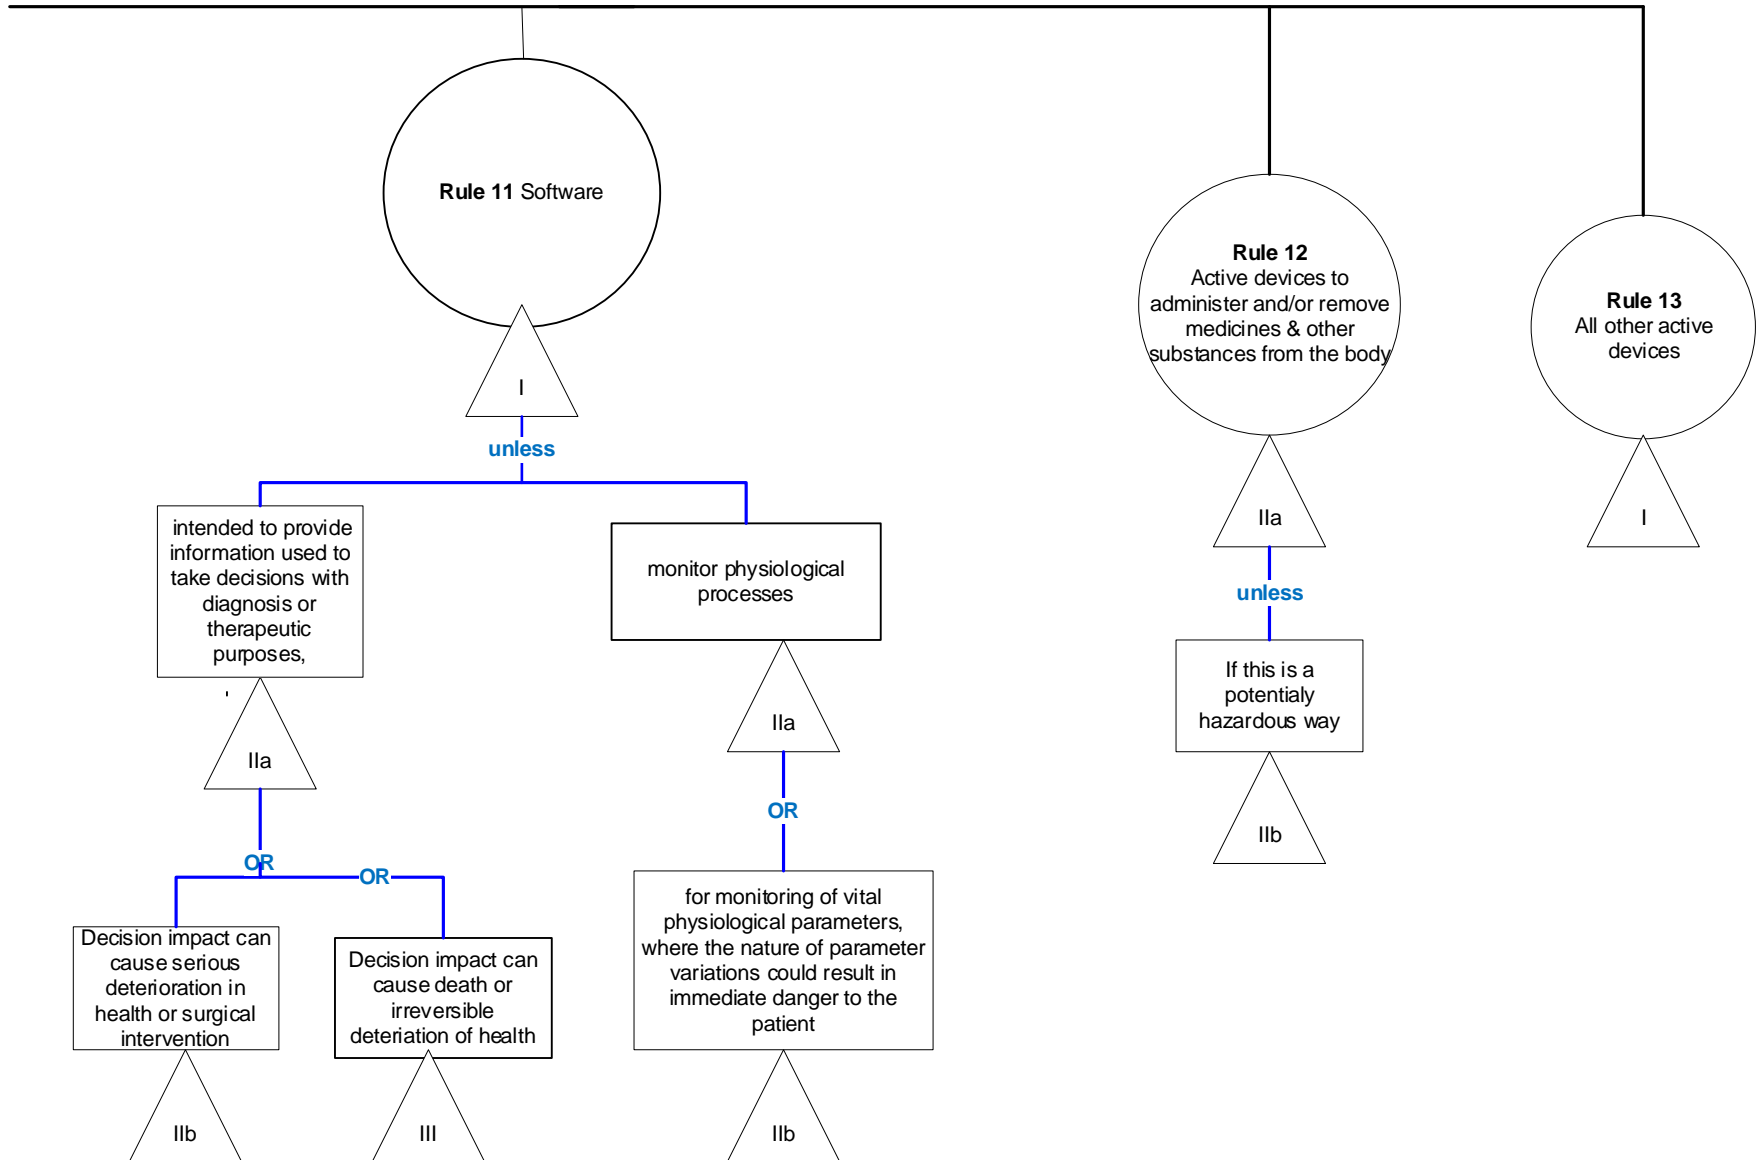 Rule 11 Software
I
unless
intended to provide
information used to
take decisions with
diagnosis or
therapeutic
purposes,
IIa
OR
OR
Decision impact can
cause serious
deterioration in
health or surgical
intervention
IIb
Decision impact can
cause death or
irreversible
deteriation of health
III
monitor physiological
processes
IIa
OR
for monitoring of vital
physiological parameters,
where the nature of parameter
variations could result in
immediate danger to the
patient
IIb
Rule 12
Active devices to
administer and/or remove
medicines & other
substances from the body
IIa
unless
If this is a
potentialy
hazardous way
IIb
Rule 13
All other active
devices
I